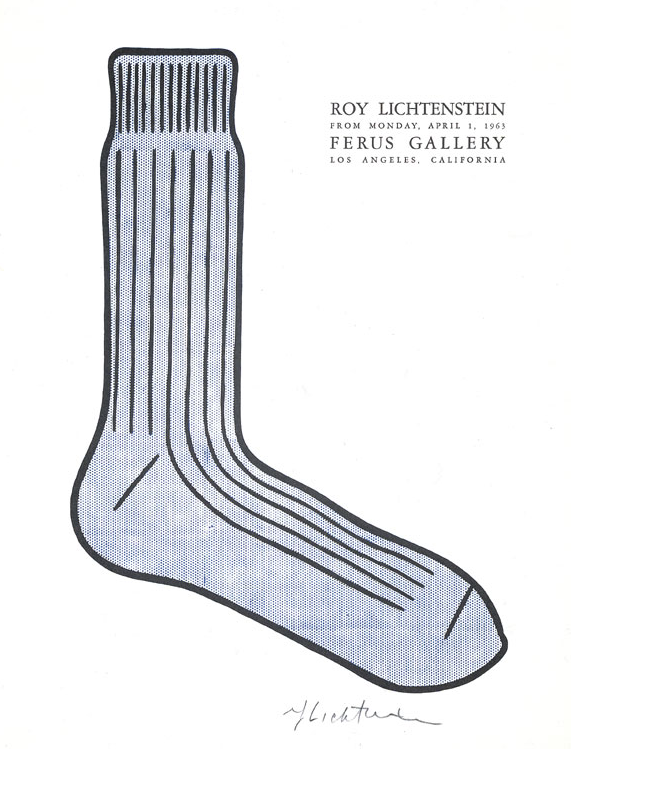 ROY LICHTENSTEIN
FROM MONDAY, APRIL 1, 1963
FERUS GALLERY
LOS ANGELES, CALIFORNIA